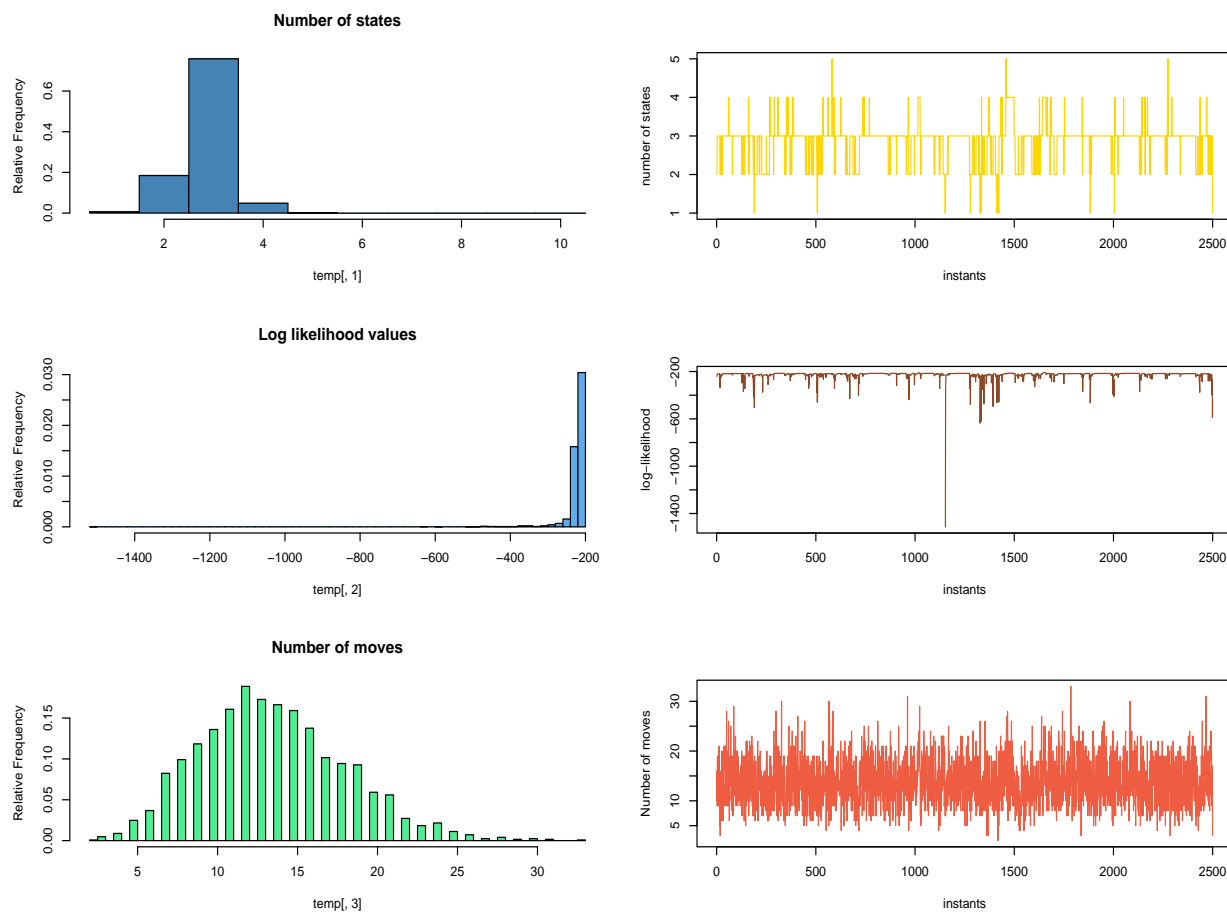 Number of states
Relative Frequency
0.0 0.2 0.4 0.6
2 4 6 8 10
temp[, 1]
number of states
1 2 3 4 5
0 500 1000 1500 2000 2500
instants
Log likelihood values
Relative Frequency
0.000 0.010 0.020 0.030
−1400 −1200 −1000 −800 −600 −400 −200
temp[, 2]
log−likelihood
−1400 −1000 −600 −200
0 500 1000 1500 2000 2500
instants
Number of moves
Relative Frequency
0.00 0.05 0.10 0.15
5 10 15 20 25 30
temp[, 3]
Number of moves
5 10 20 30
0 500 1000 1500 2000 2500
instants